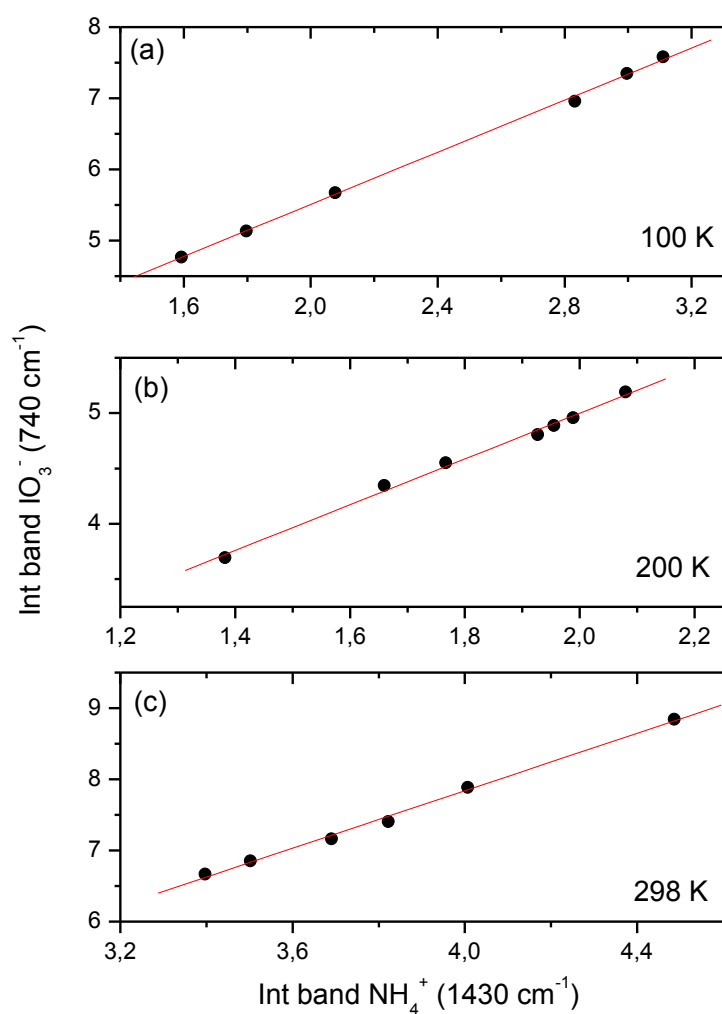 (a)
8
7
6
5
100 K
1,6 2,0 2,4 2,8 3,2
Int band IO₃⁻ (740 cm⁻¹)
(b)
5
4
200 K
1,2 1,4 1,6 1,8 2,0 2,2
(c)
9
8
7
6
298 K
3,2 3,6 4,0 4,4
Int band NH₄⁺ (1430 cm⁻¹)